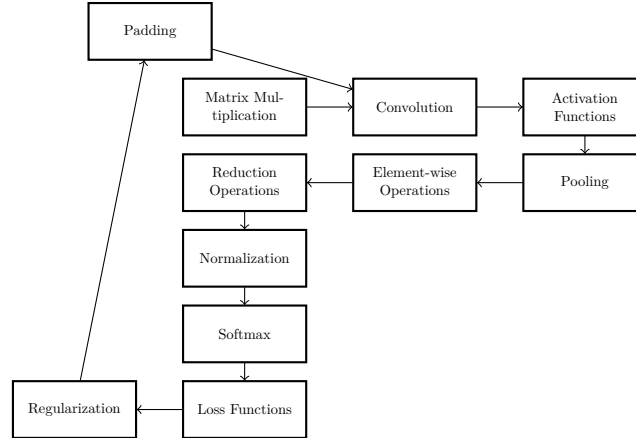 Padding
Matrix Mul-
tiplication
Convolution
Activation
Functions
Reduction
Operations
Element-wise
Operations
Pooling
Normalization
Softmax
Regularization
Loss Functions